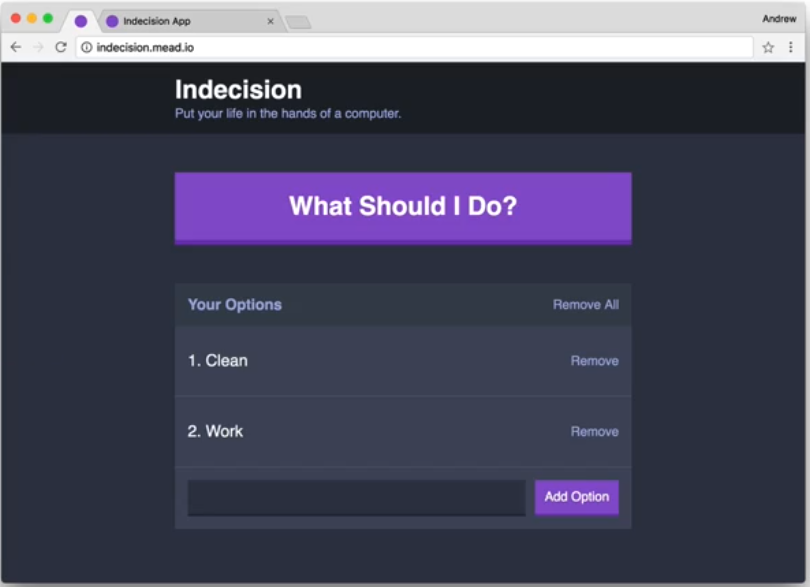 Indecision App
Andrew
indecision.mead.io
Indecision
Put your life in the hands of a computer.
What Should I Do?
Your Options Remove All
1. Clean Remove
2. Work Remove
Add Option